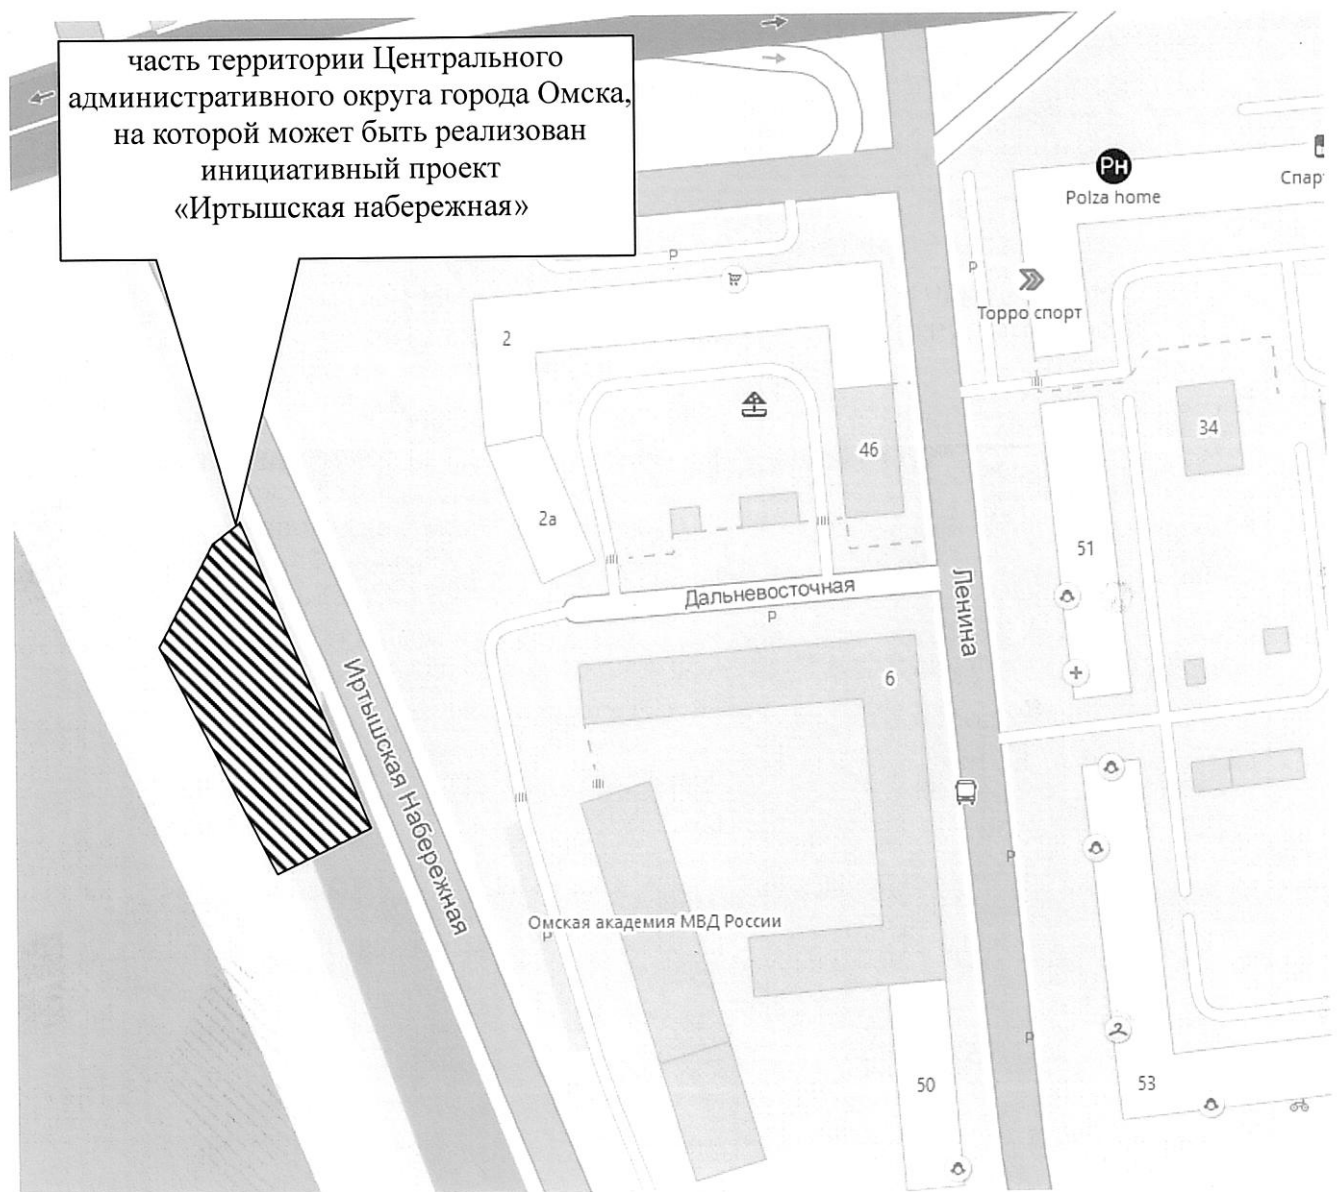 часть территории Центрального
административного округа города Омска,
на которой может быть реализован
инициативный проект
«Иртышская набережная»
PH
Polza home
P
P
Торро спорт
2
46
34
2а
51
Дальневосточная
P
Ленина
6
Иртышская Набережная
P
Омская академия МВД России
P
P
50
53